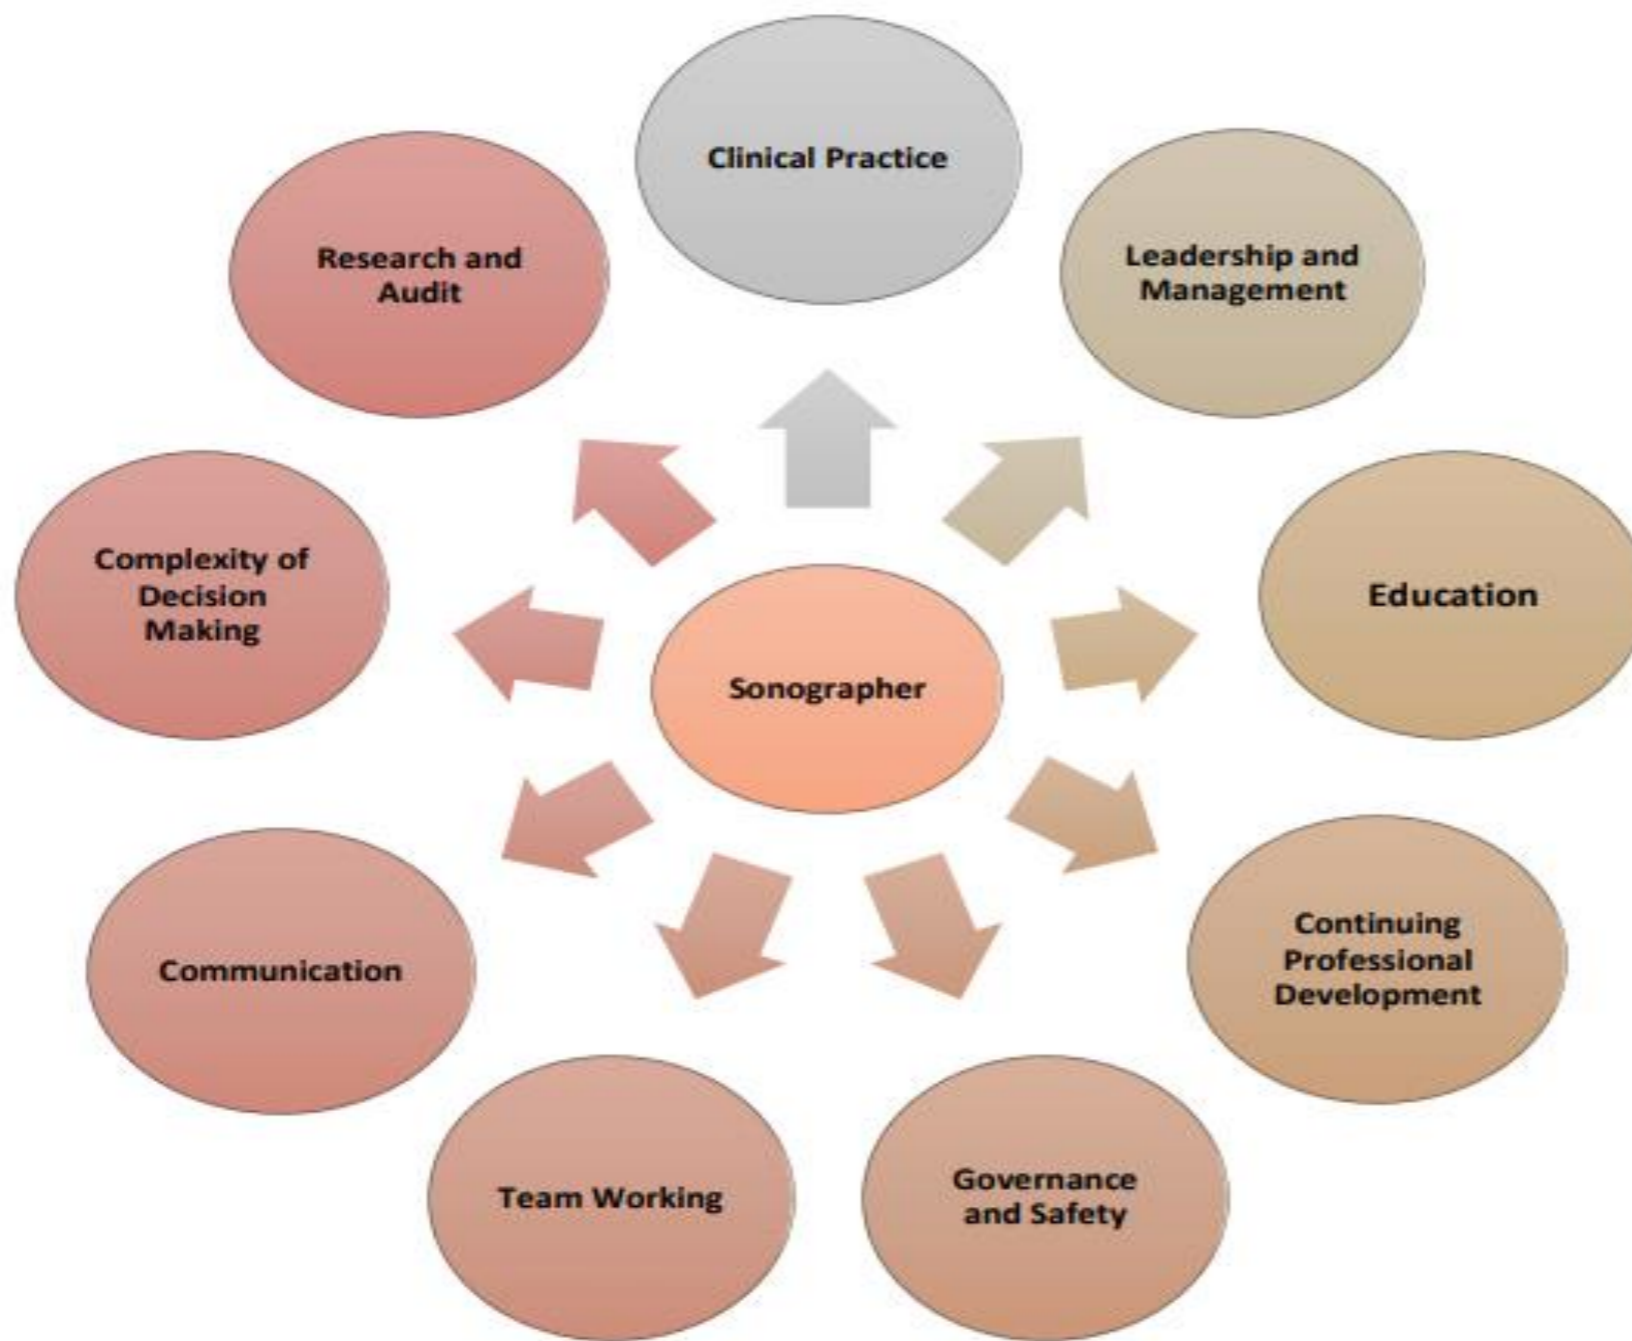 Clinical Practice
Leadership and
Management
Education
Continuing
Professional
Development
Governance
and Safety
Team Working
Communication
Complexity of
Decision
Making
Research and
Audit
Sonographer